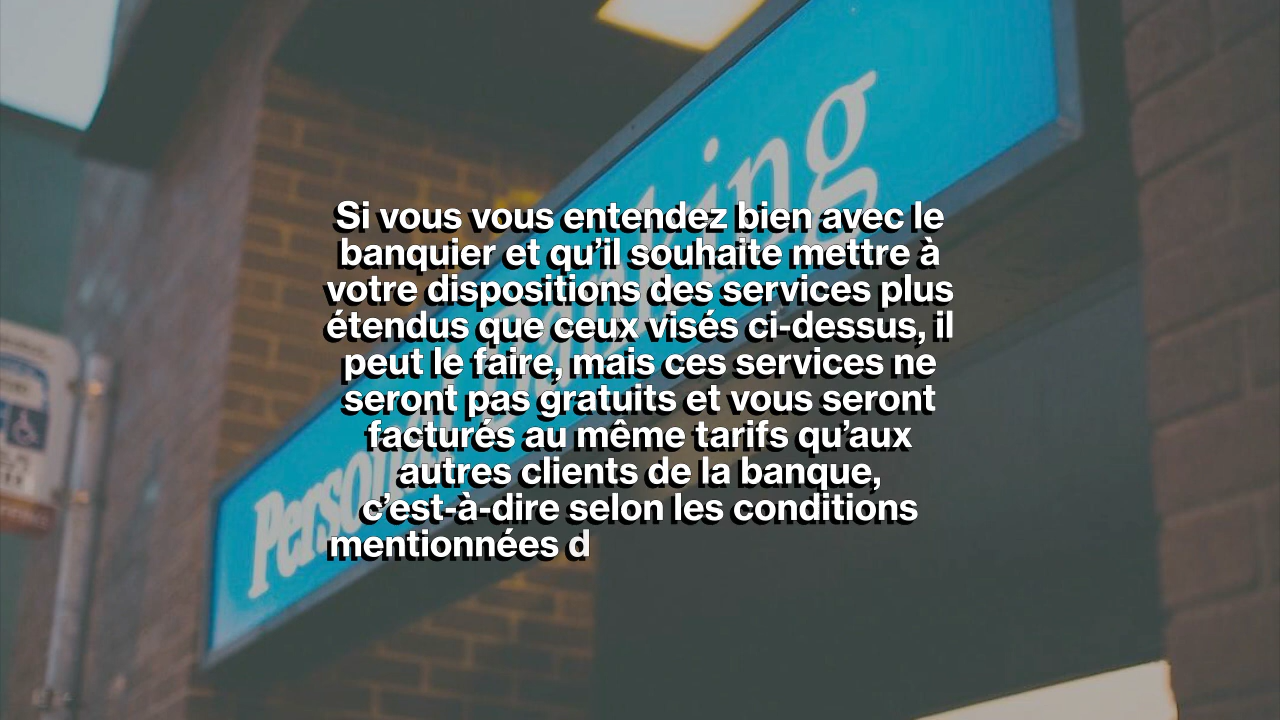 Si vous vous entendez bien avec le
banquier et qu’il souhaite mettre à
votre dispositions des services plus
étendus que ceux visés ci-dessus, il
peut le faire, mais ces services ne
seront pas gratuits et vous seront
facturés au même tarifs qu’aux
autres clients de la banque,
c’est-à-dire selon les conditions
mentionnées d
Personal Banking